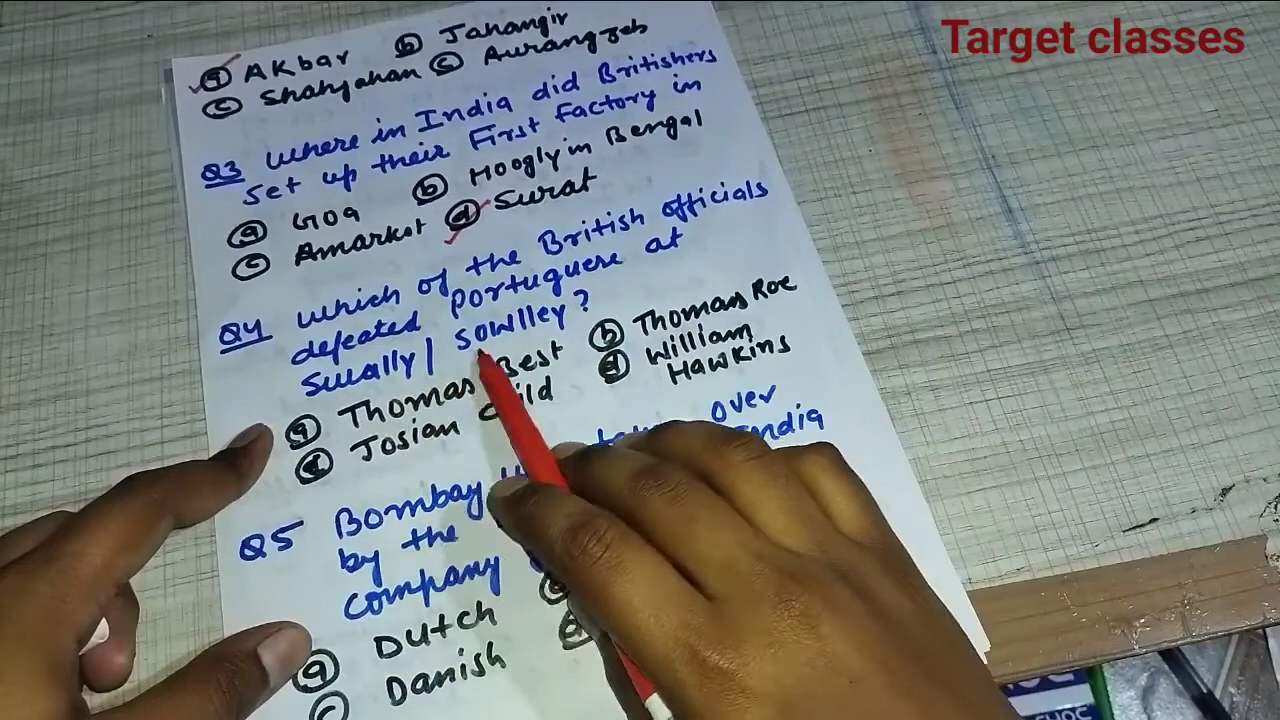 Target classes
ⓐ Akbar ⓑ Jahangir
ⓒ Shahjahan ⓒ Aurangzeb
Q3 Where in India did Britishers
set up their First factory in
ⓐ Goa ⓑ Hoogly in Bengal
ⓒ Amarkot ⓓ Surat
Q4 which of the British officials
defeated Portuguese at
Swally/ Sowlley?
ⓐ Thomas Best ⓑ Thomas Roe
Josiah Child ⓓ William
Hawkins
Q5 Bombay over
by the India
company
ⓐ Dutch
ⓒ Danish